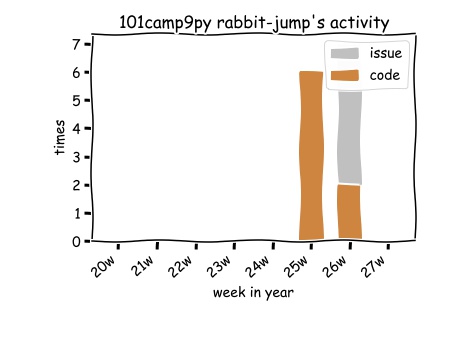 101camp9py rabbit-jump's activity
issue
code
7
6
5
4
3
2
1
0
times
20w 21w 22w 23w 24w 25w 26w 27w
week in year